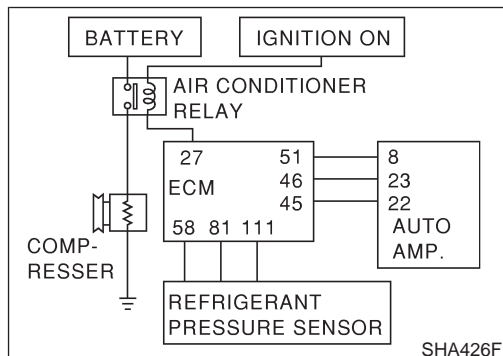 BATTERY
IGNITION ON
AIR CONDITIONER
RELAY
27
51
8
ECM
46
23
45
22
AUTO
AMP.
58 81 111
COMP-
RESSER
REFRIGERANT
PRESSURE SENSOR
SHA426F